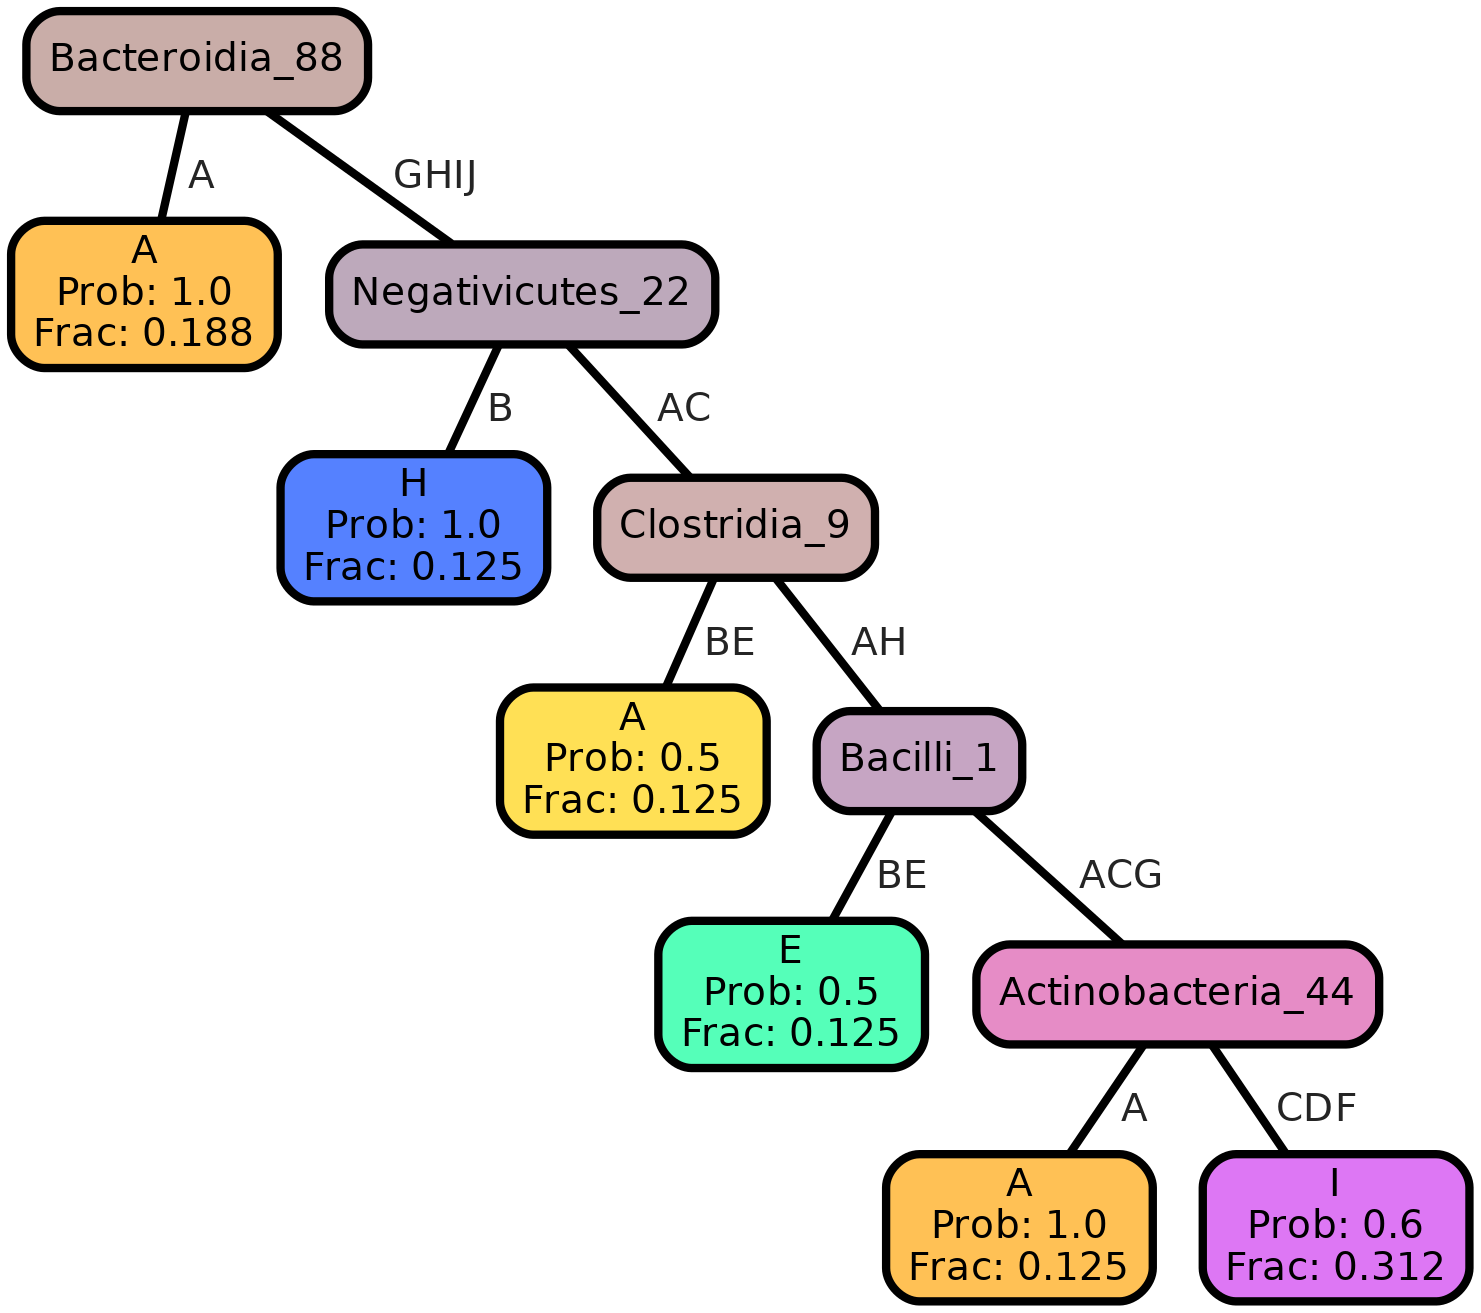 Bacteroidia_88
A
GHIJ
A
Prob: 1.0
Frac: 0.188
Negativicutes_22
B
AC
H
Prob: 1.0
Frac: 0.125
Clostridia_9
BE
AH
A
Prob: 0.5
Frac: 0.125
Bacilli_1
BE
ACG
E
Prob: 0.5
Frac: 0.125
Actinobacteria_44
A
CDF
A
Prob: 1.0
Frac: 0.125
I
Prob: 0.6
Frac: 0.312